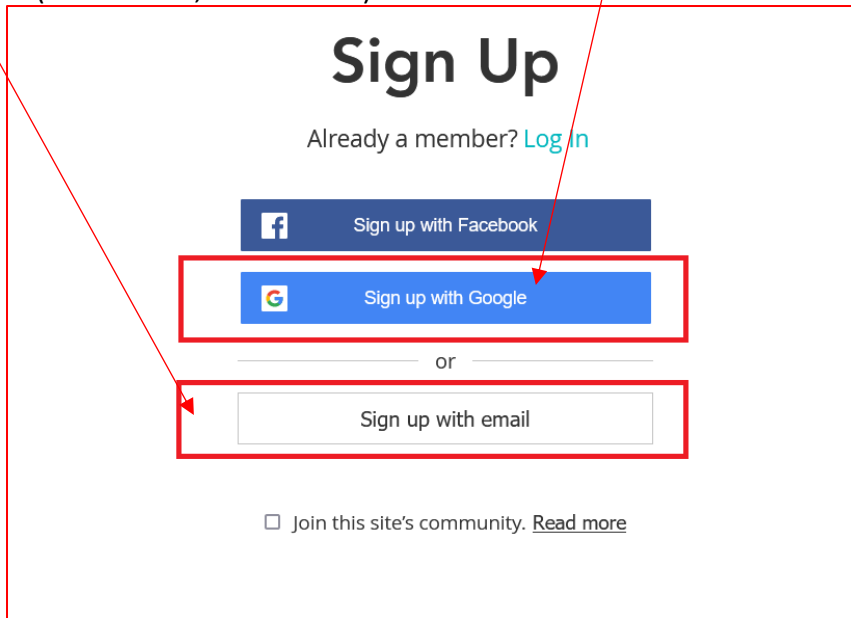 Sign Up
Already a member? Log In
Sign up with Facebook
Sign up with Google
or
Sign up with email
Join this site's community. Read more